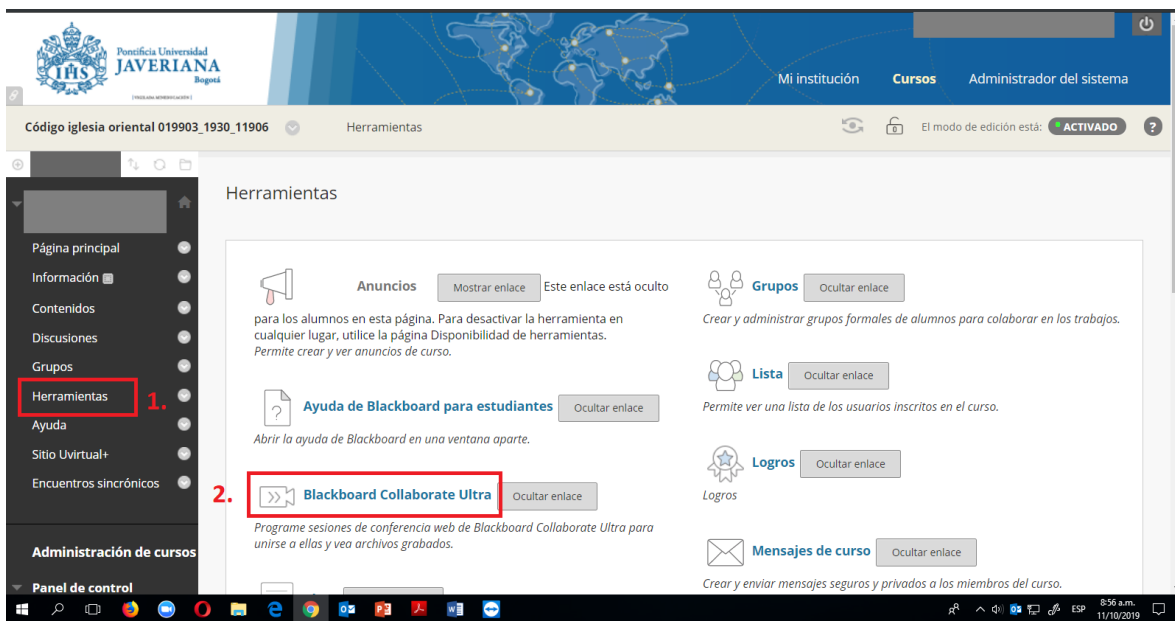 Pontificia Universidad
JAVERIANA
Bogotá
Mi institución Cursos Administrador del sistema
Código iglesia oriental 019903_1930_11906 Herramientas El modo de edición está: ACTIVADO ?
Herramientas
Página principal
Información
Contenidos
Discusiones
Grupos
Herramientas 1.
Ayuda
Sitio Uvirtual+
Encuentros sincrónicos
Administración de cursos
Panel de control
Anuncios Mostrar enlace Este enlace está oculto
para los alumnos en esta página. Para desactivar la herramienta en
cualquier lugar, utilice la página Disponibilidad de herramientas.
Permite crear y ver anuncios de curso.
Ayuda de Blackboard para estudiantes Ocultar enlace
Abrir la ayuda de Blackboard en una ventana aparte.
2. Blackboard Collaborate Ultra Ocultar enlace
Programe sesiones de conferencia web de Blackboard Collaborate Ultra para
unirse a ellas y vea archivos grabados.
Grupos Ocultar enlace
Crear y administrar grupos formales de alumnos para colaborar en los trabajos.
Lista Ocultar enlace
Permite ver una lista de los usuarios inscritos en el curso.
Logros Ocultar enlace
Logros
Mensajes de curso Ocultar enlace
Crear y enviar mensajes seguros y privados a los miembros del curso.
ESP 8:56 a.m.
11/10/2019